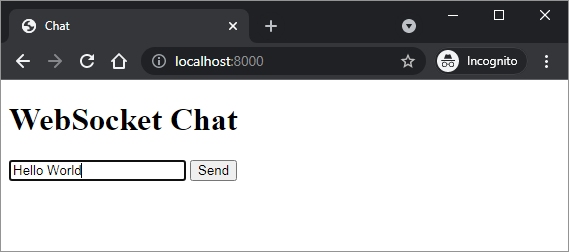 Chat
localhost:8000
Incognito
WebSocket Chat
Hello World
Send